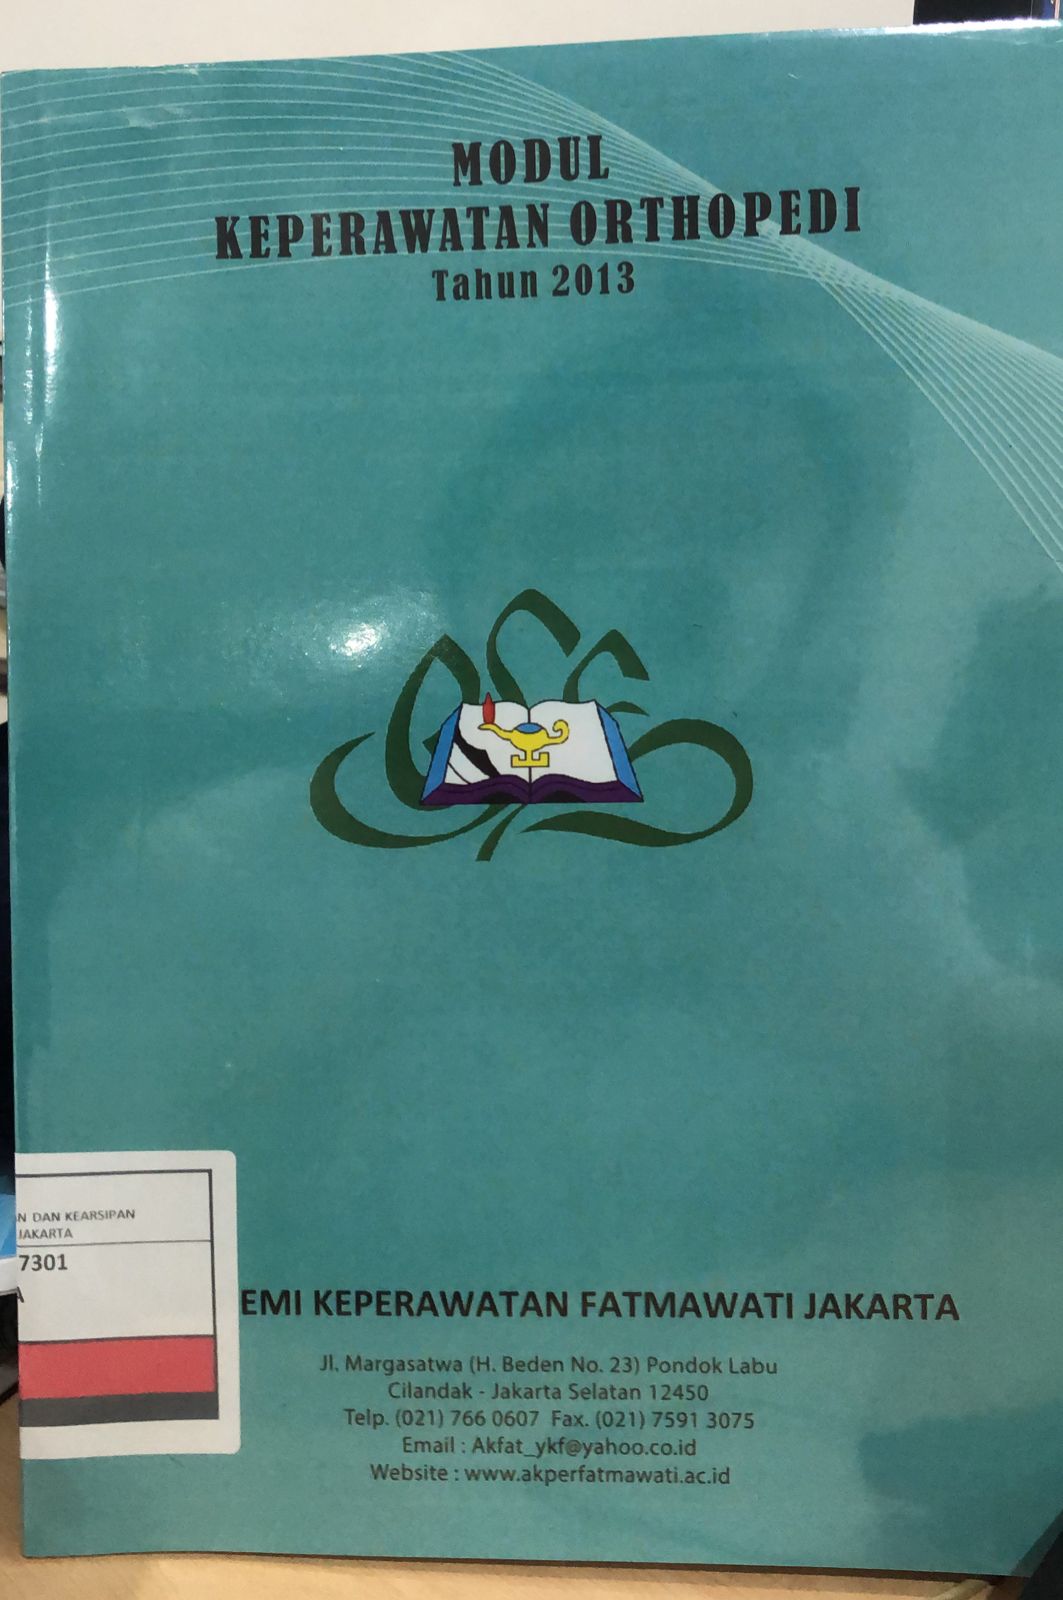 MODUL
KEPERAWATAN ORTHOPEDI
Tahun 2013
N DAN KEARSIPAN
JAKARTA
7301
A
EMI KEPERAWATAN FATMAWATI JAKARTA
Jl. Margasatwa (H. Beden No. 23) Pondok Labu
Cilandak - Jakarta Selatan 12450
Telp. (021) 766 0607 Fax. (021) 7591 3075
Email : Akfat_ykf@yahoo.co.id
Website : www.akperfatmawati.ac.id